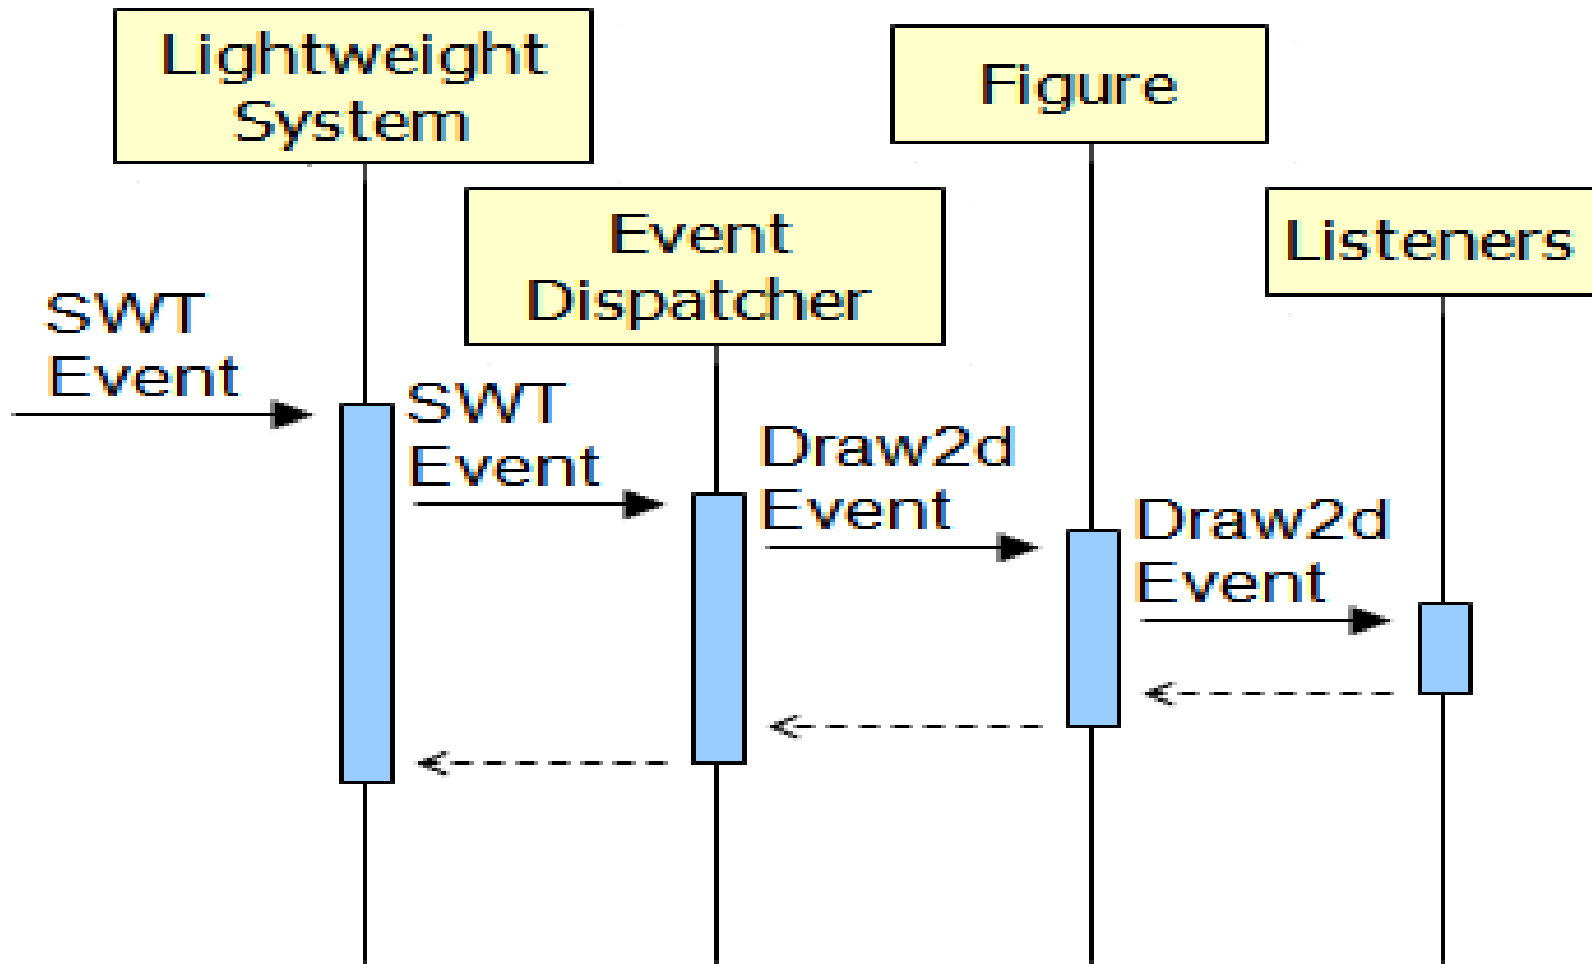 Lightweight
System
Figure
Event
Dispatcher
Listeners
SWT
Event
SWT
Event
Draw2d
Event
Draw2d
Event